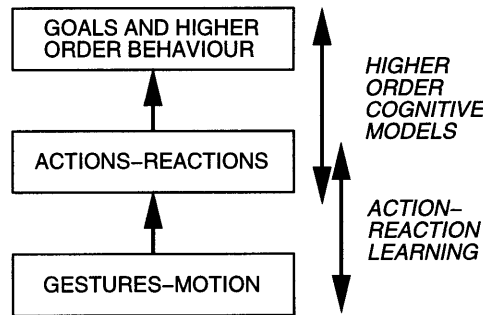 GOALS AND HIGHER
ORDER BEHAVIOUR
HIGHER
ORDER
COGNITIVE
MODELS
ACTIONS–REACTIONS
ACTION–
REACTION
LEARNING
GESTURES–MOTION